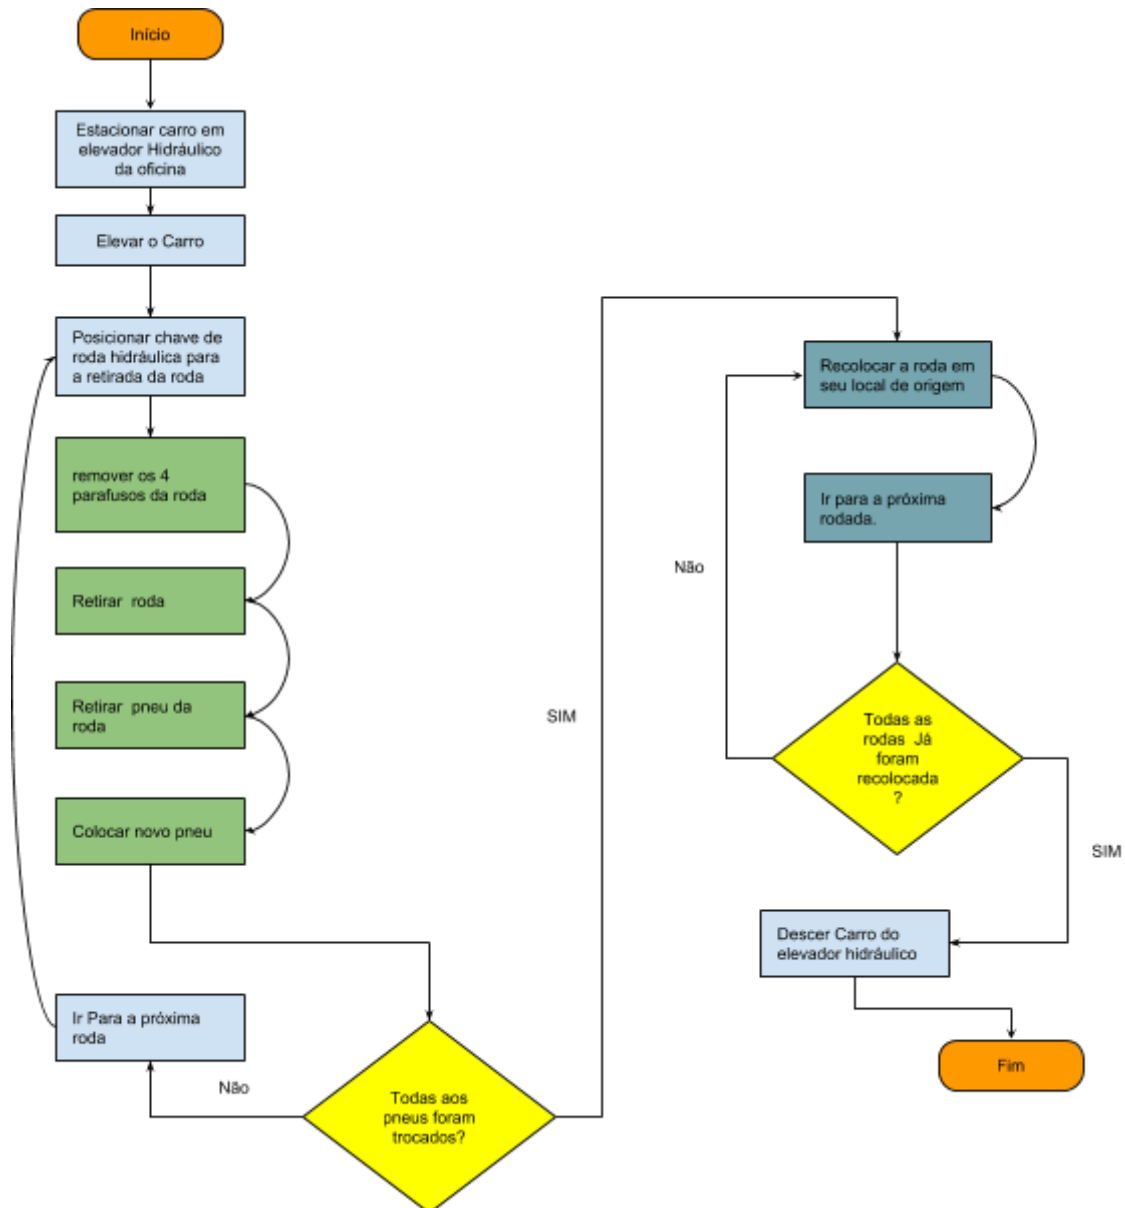 Início
Estacionar carro em
elevador Hidráulico
da oficina
Elevar o Carro
Posicionar chave de
roda hidráulica para
a retirada da roda
remover os 4
parafusos da roda
Retirar roda
Retirar pneu da
roda
Colocar novo pneu
Ir Para a próxima
roda
Não
Todas aos
pneus foram
trocados?
SIM
Recolocar a roda em
seu local de origem
Ir para a próxima
rodada.
Não
Todas as
rodas Já
foram
recolocada
?
SIM
Descer Carro do
elevador hidráulico
Fim